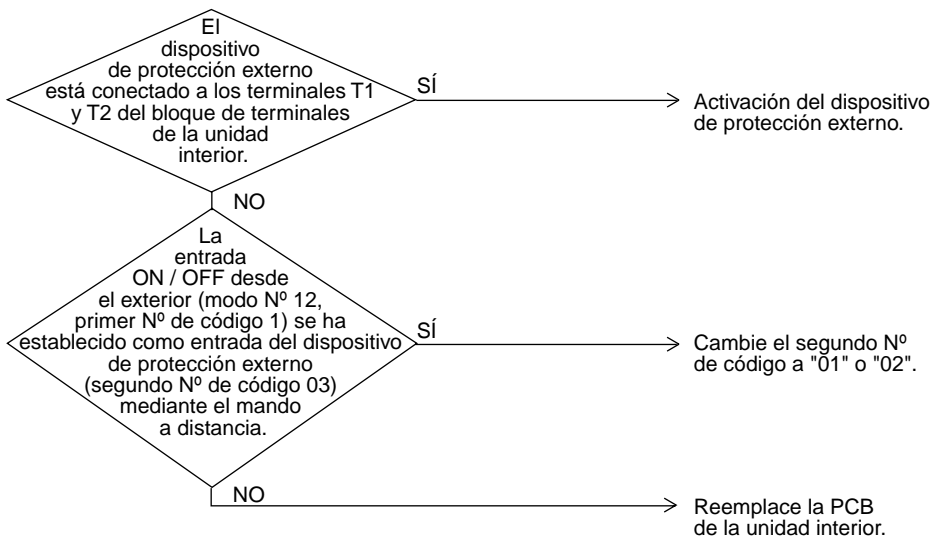 El
dispositivo
de protección externo
está conectado a los terminales T1
y T2 del bloque de terminales
de la unidad
interior.
SÍ
Activación del dispositivo
de protección externo.
NO
La
entrada
ON / OFF desde
el exterior (modo Nº 12,
primer Nº de código 1) se ha
establecido como entrada del dispositivo
de protección externo
(segundo Nº de código 03)
mediante el mando
a distancia.
SÍ
Cambie el segundo Nº
de código a "01" o "02".
NO
Reemplace la PCB
de la unidad interior.